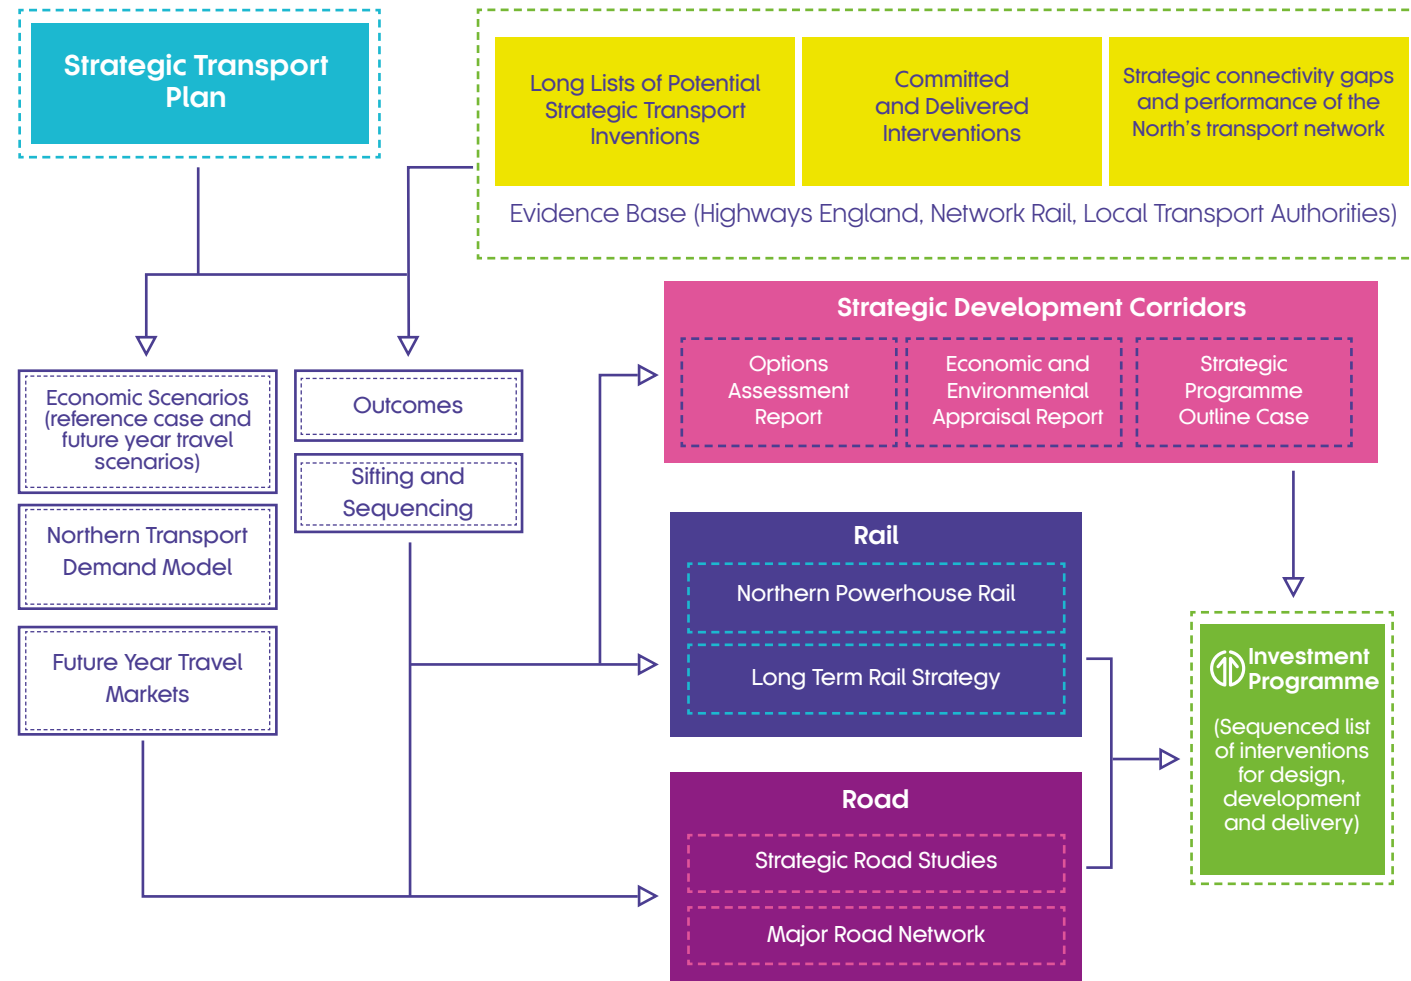 Strategic Transport
Plan
Long Lists of Potential
Strategic Transport
Inventions
Committed
and Delivered
Interventions
Strategic connectivity gaps
and performance of the
North's transport network
Evidence Base (Highways England, Network Rail, Local Transport Authorities)
Economic Scenarios
(reference case and
future year travel
scenarios)
Northern Transport
Demand Model
Future Year Travel
Markets
Outcomes
Sifting and
Sequencing
Strategic Development Corridors
Options
Assessment
Report
Economic and
Environmental
Appraisal Report
Strategic
Programme
Outline Case
Rail
Northern Powerhouse Rail
Long Term Rail Strategy
Road
Strategic Road Studies
Major Road Network
Investment
Programme
(Sequenced list
of interventions
for design,
development
and delivery)